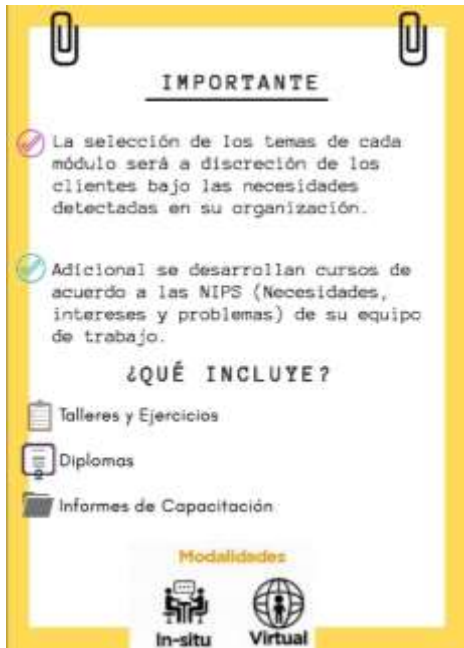 IMPORTANTE
La selección de los temas de cada
módulo será a discreción de los
clientes bajo las necesidades
detectadas en su organización.
Adicional se desarrollan cursos de
acuerdo a las NIPS (Necesidades,
intereses y problemas) de su equipo
de trabajo.
¿QUÉ INCLUYE?
Talleres y Ejercicios
Diplomas
Informes de Capacitación
Modalidades
In-situ Virtual